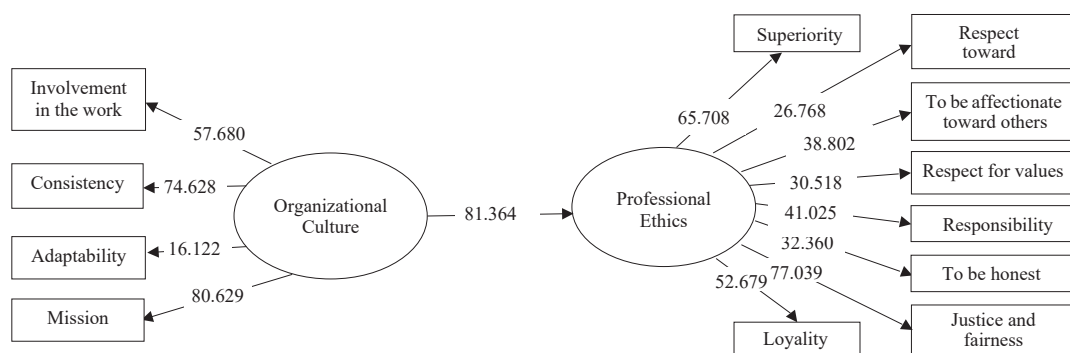 Involvement
in the work
57.680
Consistency
74.628
Adaptability
16.122
Mission
80.629
Organizational
Culture
81.364
Professional
Ethics
Superiority
65.708
Respect
toward
26.768
To be affectionate
toward others
38.802
Respect for values
30.518
Responsibility
41.025
To be honest
32.360
Justice and
fairness
77.039
Loyality
52.679